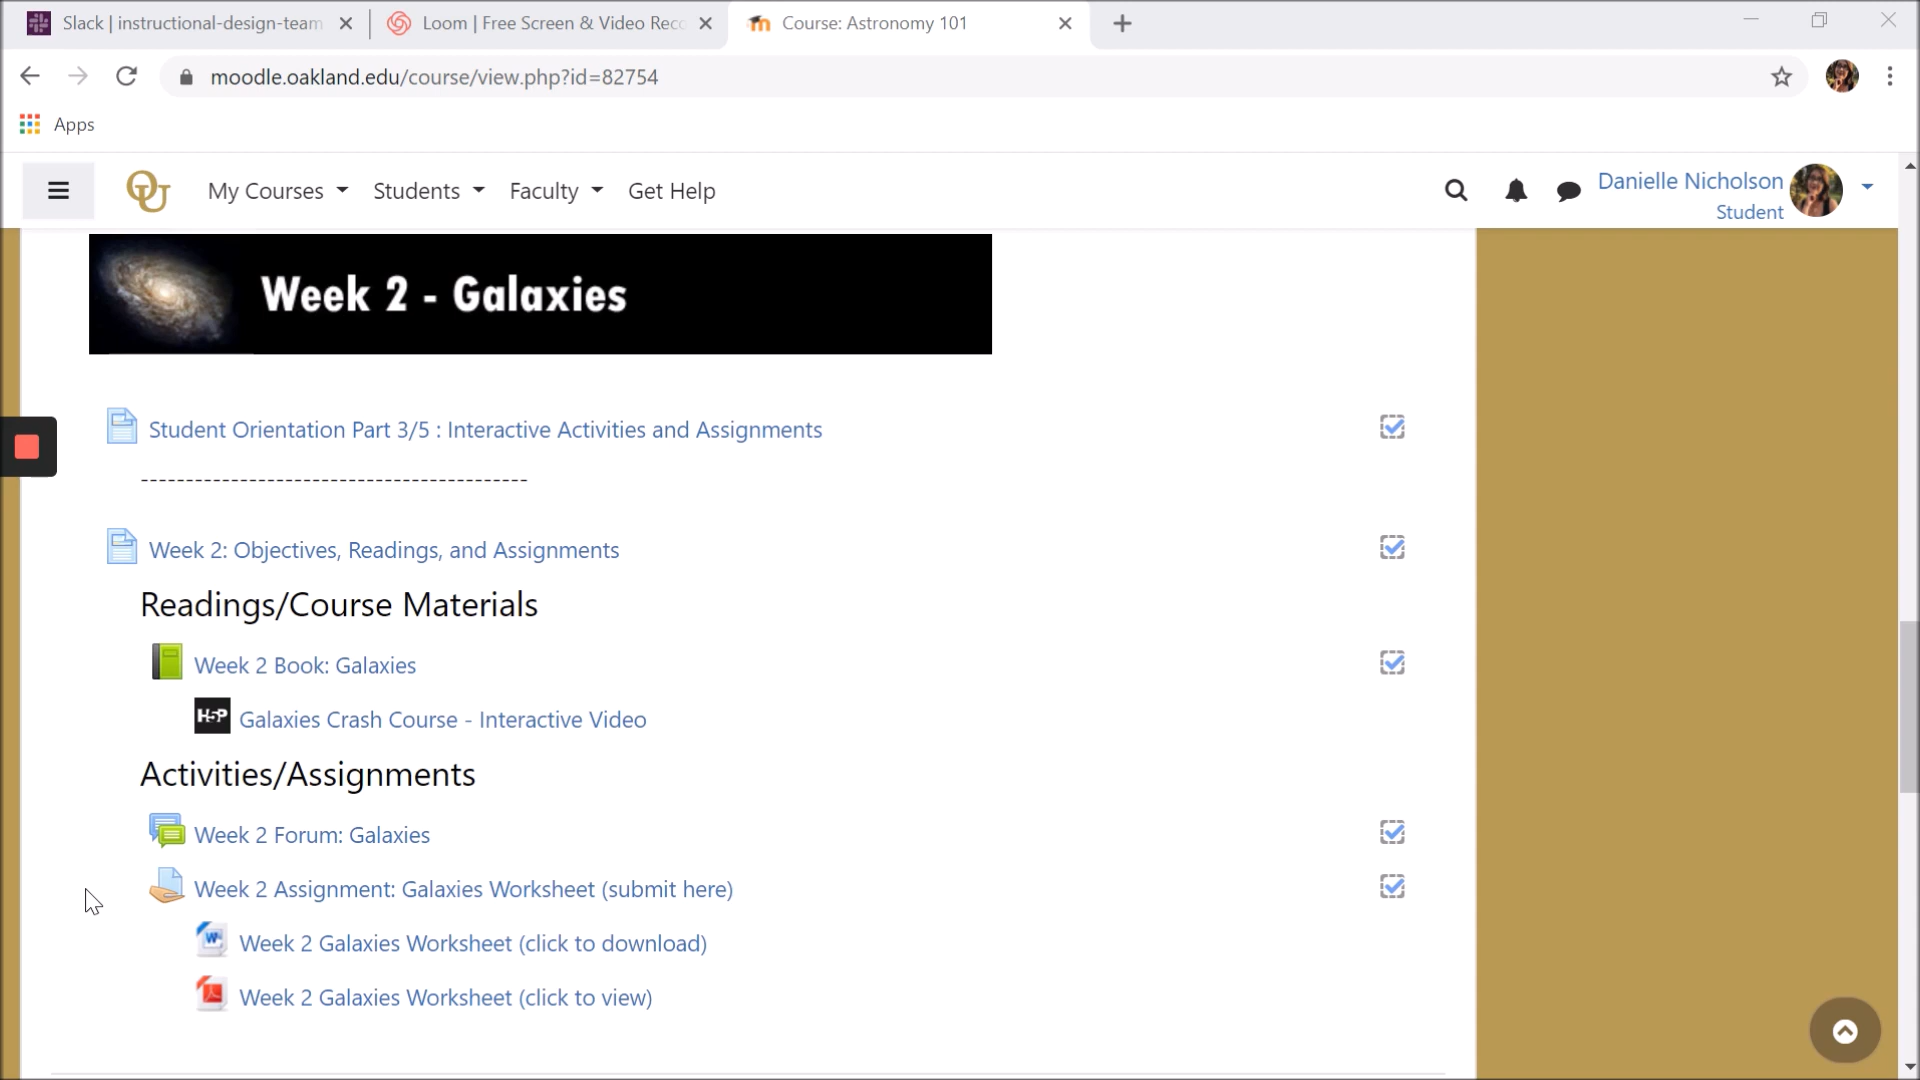 Slack | instructional-design-team
Loom | Free Screen & Video Reco
Course: Astronomy 101
moodle.oakland.edu/course/view.php?id=82754
Apps
OU
My Courses
Students
Faculty
Get Help
Danielle Nicholson
Student
Week 2 - Galaxies
Student Orientation Part 3/5 : Interactive Activities and Assignments
-------------------------------------------
Week 2: Objectives, Readings, and Assignments
Readings/Course Materials
Week 2 Book: Galaxies
H5P
Galaxies Crash Course - Interactive Video
Activities/Assignments
Week 2 Forum: Galaxies
Week 2 Assignment: Galaxies Worksheet (submit here)
Week 2 Galaxies Worksheet (click to download)
Week 2 Galaxies Worksheet (click to view)